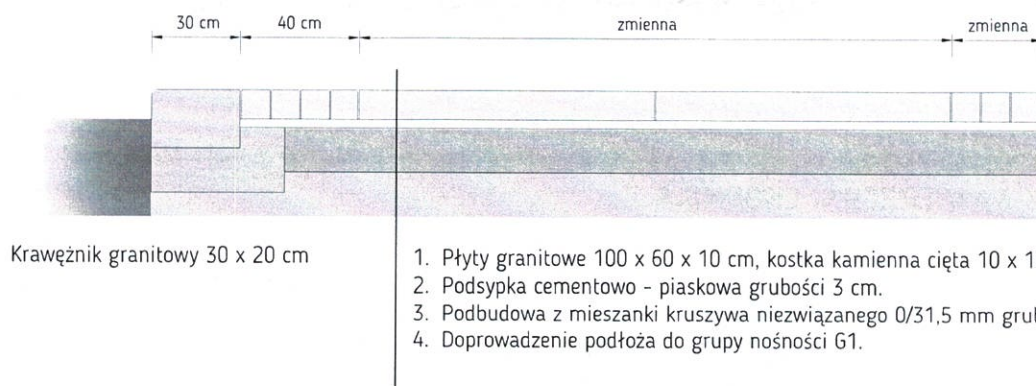 30 cm 40 cm zmienna zmienna
Krawężnik granitowy 30 x 20 cm
1. Płyty granitowe 100 x 60 x 10 cm, kostka kamienna cięta 10 x 1
2. Podsypka cementowo - piaskowa grubości 3 cm.
3. Podbudowa z mieszanki kruszywa niezwiązanego 0/31,5 mm grub
4. Doprowadzenie podłoża do grupy nośności G1.